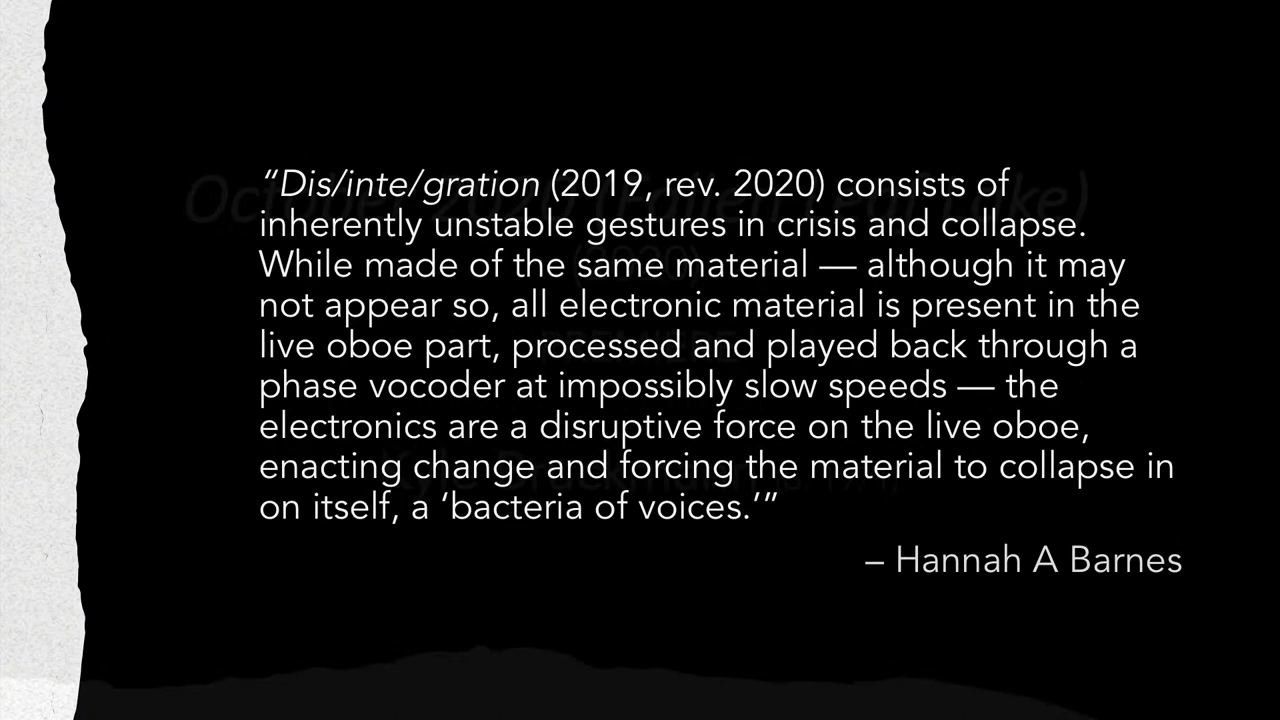 “Dis/inte/gration (2019, rev. 2020) consists of
inherently unstable gestures in crisis and collapse.
While made of the same material — although it may
not appear so, all electronic material is present in the
live oboe part, processed and played back through a
phase vocoder at impossibly slow speeds — the
electronics are a disruptive force on the live oboe,
enacting change and forcing the material to collapse in
on itself, a ‘bacteria of voices.’”
– Hannah A Barnes